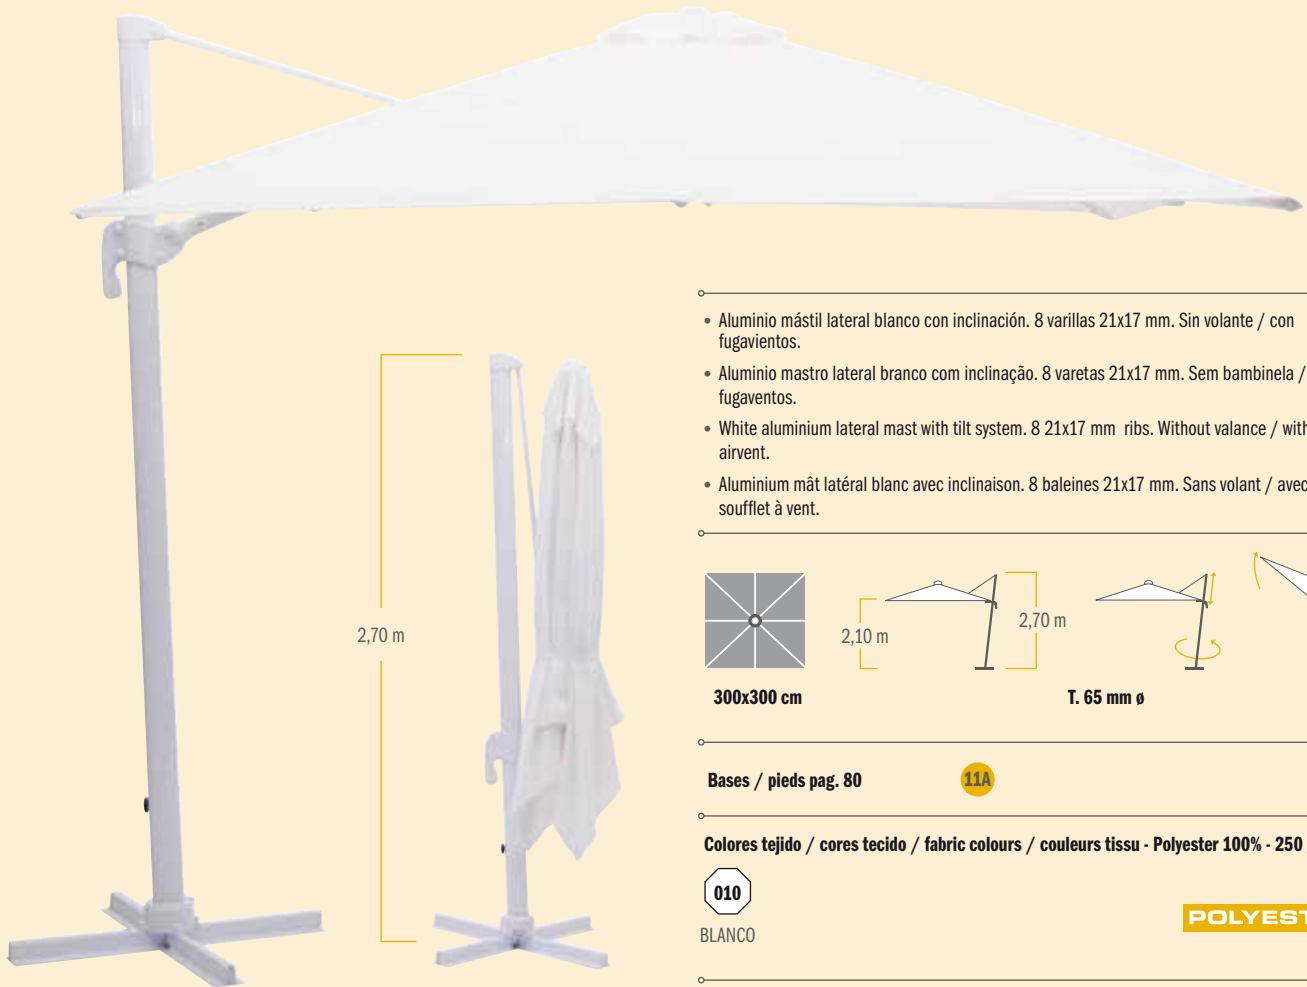 • Aluminio mástil lateral blanco con inclinación. 8 varillas 21x17 mm. Sin volante / con
fugavientos.
• Aluminio mastro lateral branco com inclinação. 8 varetas 21x17 mm. Sem bambinela /
fugaventos.
• White aluminium lateral mast with tilt system. 8 21x17 mm ribs. Without valance / with
airvent.
• Aluminium mât latéral blanc avec inclinaison. 8 baleines 21x17 mm. Sans volant / avec
soufflet à vent.
2,70 m
2,10 m
2,70 m
300x300 cm
T. 65 mm ø
Bases / pieds pag. 80
11A
Colores tejido / cores tecido / fabric colours / couleurs tissu - Polyester 100% - 250
010
BLANCO
POLYEST